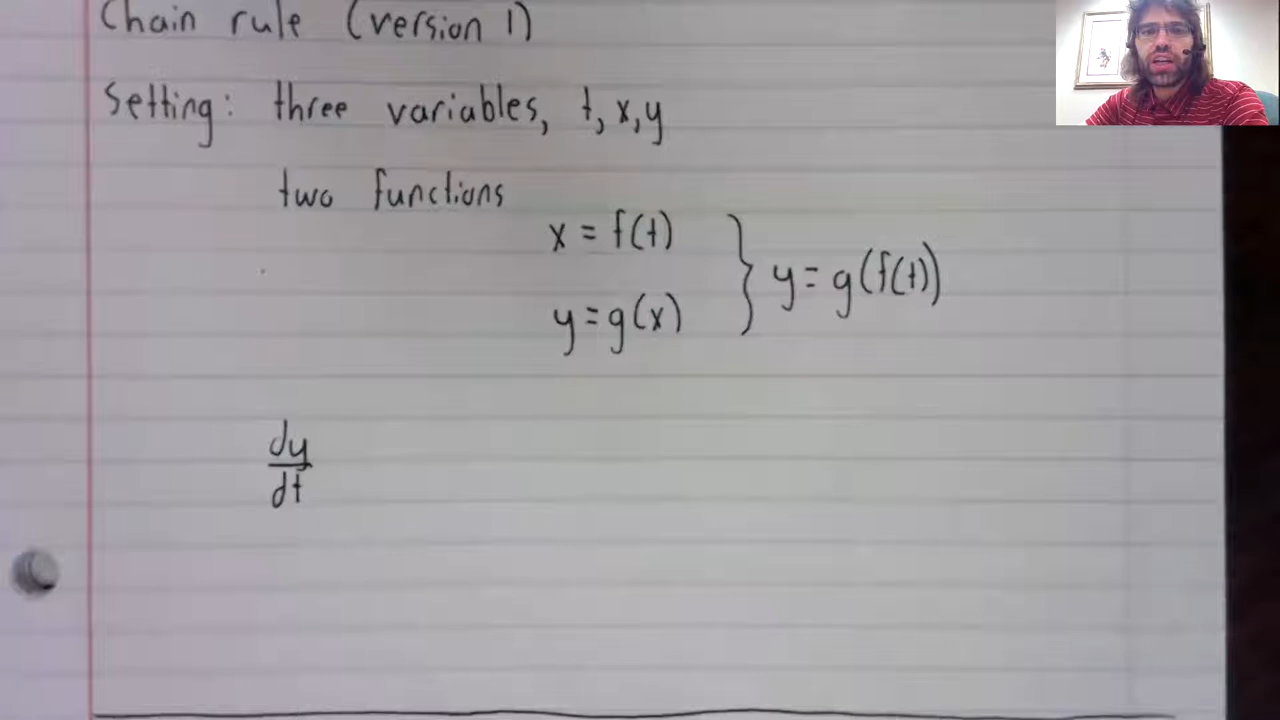 Chain rule (version 1)
Setting: three variables, t, x, y
two functions
x = f(t)
y = g(x)
} y = g(f(t))
dy/dt